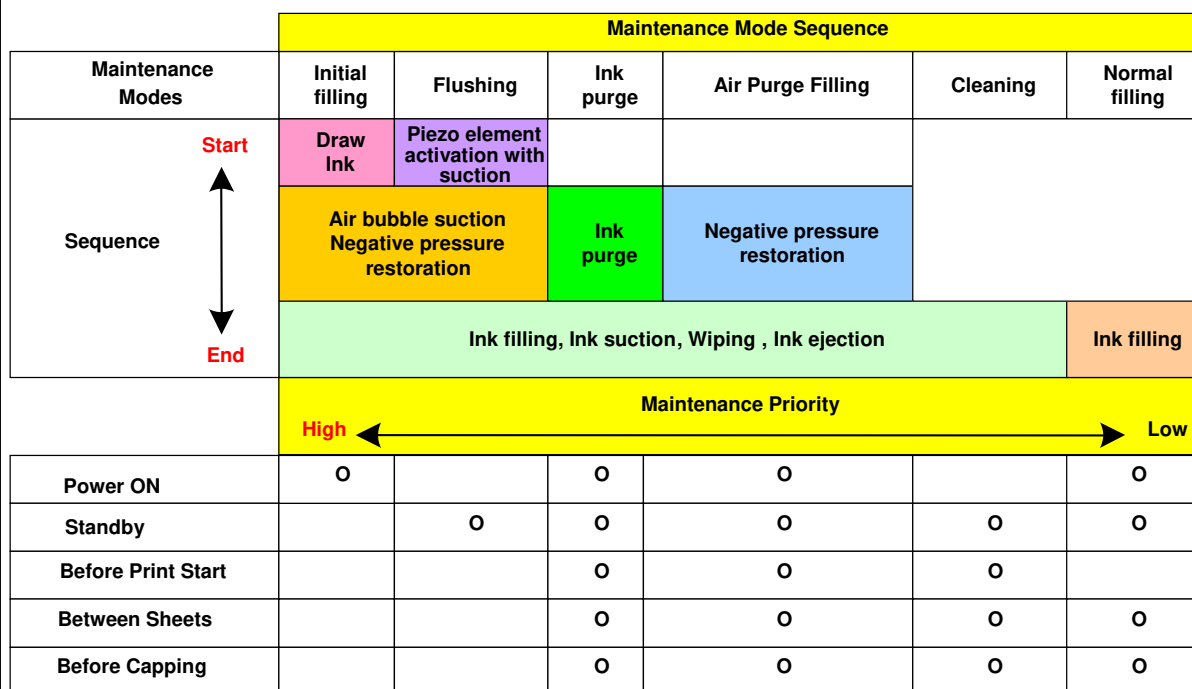 Maintenance Mode Sequence
Maintenance
Modes
Initial
filling
Flushing
Ink
purge
Air Purge Filling
Cleaning
Normal
filling
Sequence
Start
End
Draw
Ink
Piezo element
activation with
suction
Air bubble suction
Negative pressure
restoration
Ink
purge
Negative pressure
restoration
Ink filling, Ink suction, Wiping , Ink ejection
Ink filling
Maintenance Priority
High
Low
Power ON O O O O
Standby O O O O O
Before Print Start O O O
Between Sheets O O O O
Before Capping O O O O